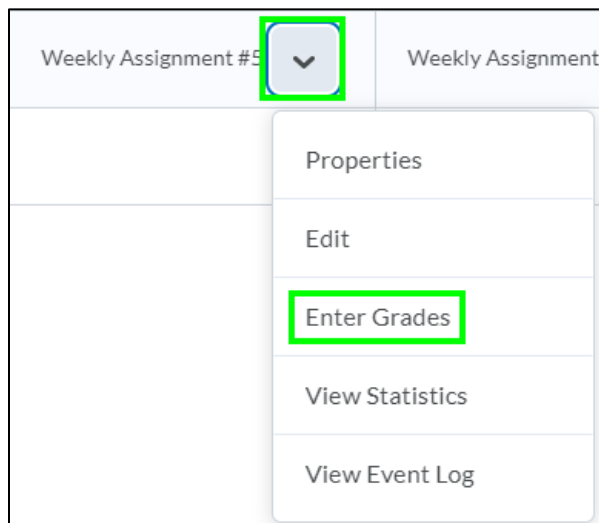 Weekly Assignment #5
Weekly Assignment
Properties
Edit
Enter Grades
View Statistics
View Event Log